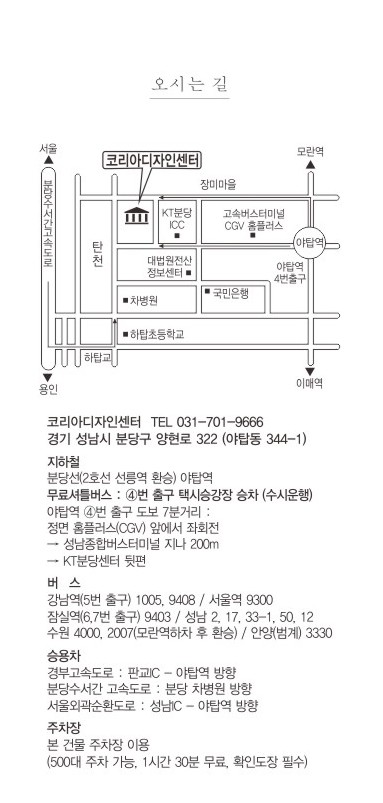 오시는 길
서울
모란역
코리아디자인센터
장미마을
분당수서간고속도로
탄천
KT분당
ICC
고속버스터미널
CGV 홈플러스
야탑역
대법원전산
정보센터
야탑역
4번출구
차병원
국민은행
하탑초등학교
하탑교
용인
이매역
코리아디자인센터 TEL 031-701-9666
경기 성남시 분당구 양현로 322 (야탑동 344-1)
지하철
분당선(2호선 선릉역 환승) 야탑역
무료셔틀버스 : ④번 출구 택시승강장 승차 (수시운행)
야탑역 ④번 출구 도보 7분거리 :
정면 홈플러스(CGV) 앞에서 좌회전
→ 성남종합버스터미널 지나 200m
→ KT분당센터 뒷편
버 스
강남역(5번 출구) 1005, 9408 / 서울역 9300
잠실역(6,7번 출구) 9403 / 성남 2, 17, 33-1, 50, 12
수원 4000, 2007(모란역하차 후 환승) / 안양(범계) 3330
승용차
경부고속도로 : 판교IC - 야탑역 방향
분당수서간 고속도로 : 분당 차병원 방향
서울외곽순환도로 : 성남IC - 야탑역 방향
주차장
본 건물 주차장 이용
(500대 주차 가능, 1시간 30분 무료, 확인도장 필수)